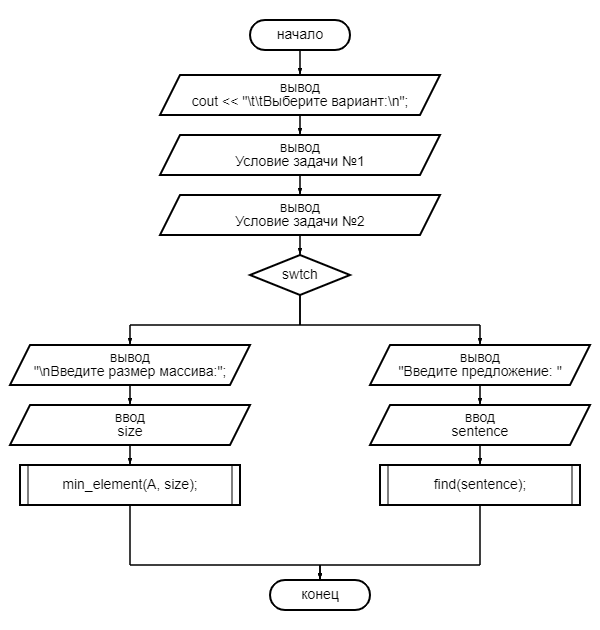 начало
вывод
cout << "\t\tВыберите вариант:\n";
вывод
Условие задачи №1
вывод
Условие задачи №2
swtch
вывод
"\nВведите размер массива:";
ввод
size
min_element(A, size);
вывод
"Введите предложение: "
ввод
sentence
find(sentence);
конец